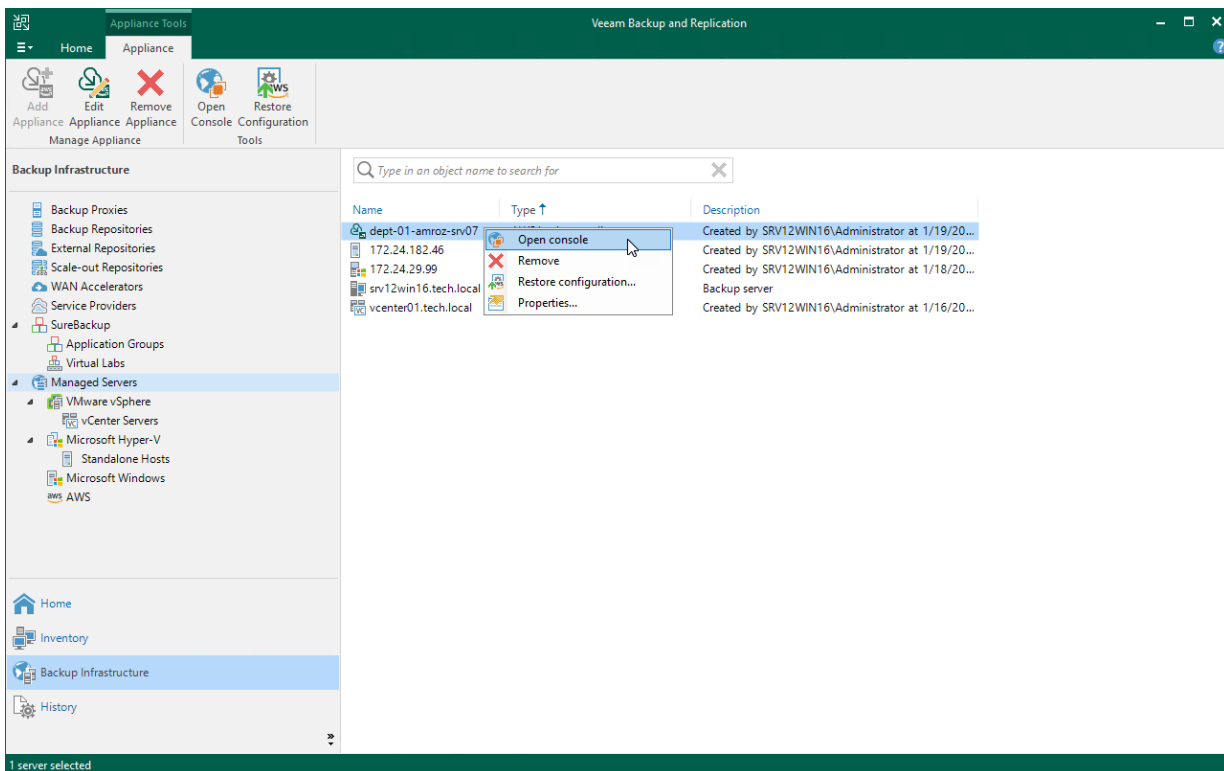 Appliance Tools
Veeam Backup and Replication
Home Appliance
Add Appliance
Edit Appliance
Remove Appliance
Open Console
aws
Restore Configuration
Manage Appliance
Tools
Backup Infrastructure
Type in an object name to search for
Backup Proxies
Backup Repositories
External Repositories
Scale-out Repositories
WAN Accelerators
Service Providers
SureBackup
Application Groups
Virtual Labs
Managed Servers
VMware vSphere
vCenter Servers
Microsoft Hyper-V
Standalone Hosts
Microsoft Windows
aws AWS
Home
Inventory
Backup Infrastructure
History
Name Type Description
dept-01-amroz-srv07 Created by SRV12WIN16\Administrator at 1/19/20...
172.24.182.46 Created by SRV12WIN16\Administrator at 1/19/20...
172.24.29.99 Created by SRV12WIN16\Administrator at 1/18/20...
srv12win16.tech.local Backup server
vcenter01.tech.local Created by SRV12WIN16\Administrator at 1/16/20...
Open console
Remove
Restore configuration...
Properties...
1 server selected